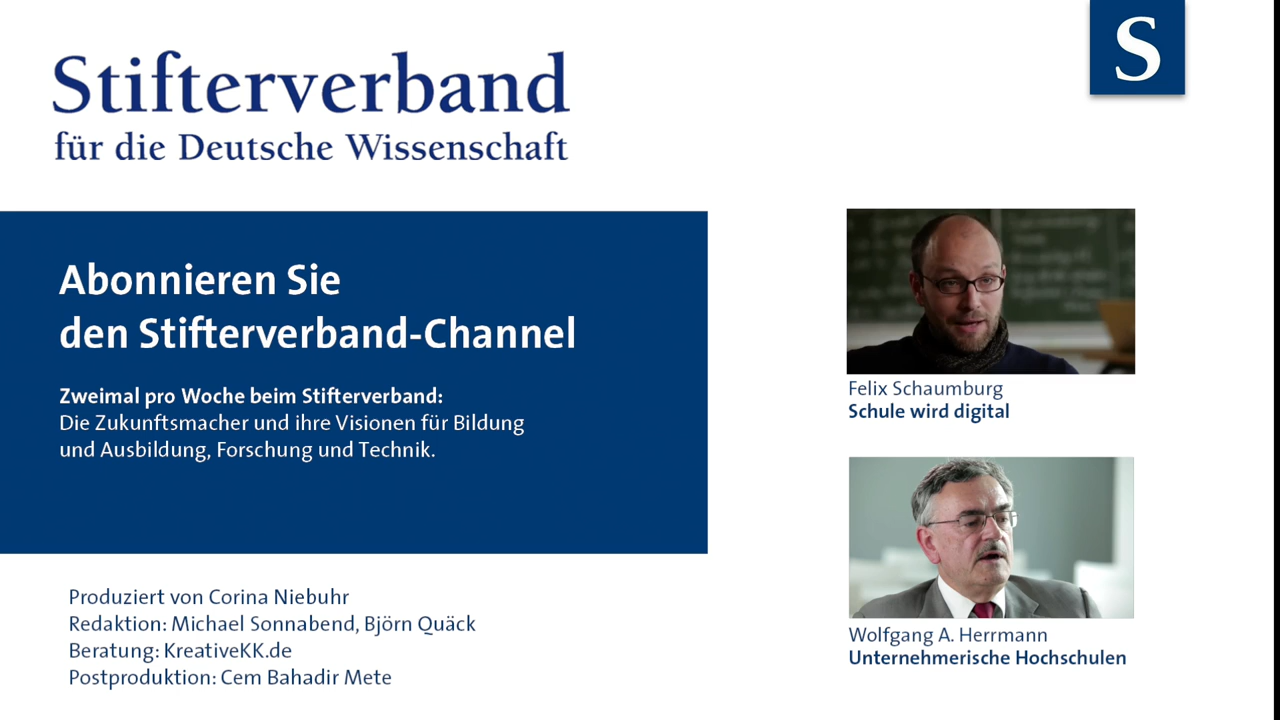 Stifterverband
für die Deutsche Wissenschaft
S
Abonnieren Sie
den Stifterverband-Channel
Zweimal pro Woche beim Stifterverband:
Die Zukunftsmacher und ihre Visionen für Bildung
und Ausbildung, Forschung und Technik.
Produziert von Corina Niebuhr
Redaktion: Michael Sonnabend, Björn Quäck
Beratung: KreativeKK.de
Postproduktion: Cem Bahadir Mete
Felix Schaumburg
Schule wird digital
Wolfgang A. Herrmann
Unternehmerische Hochschulen